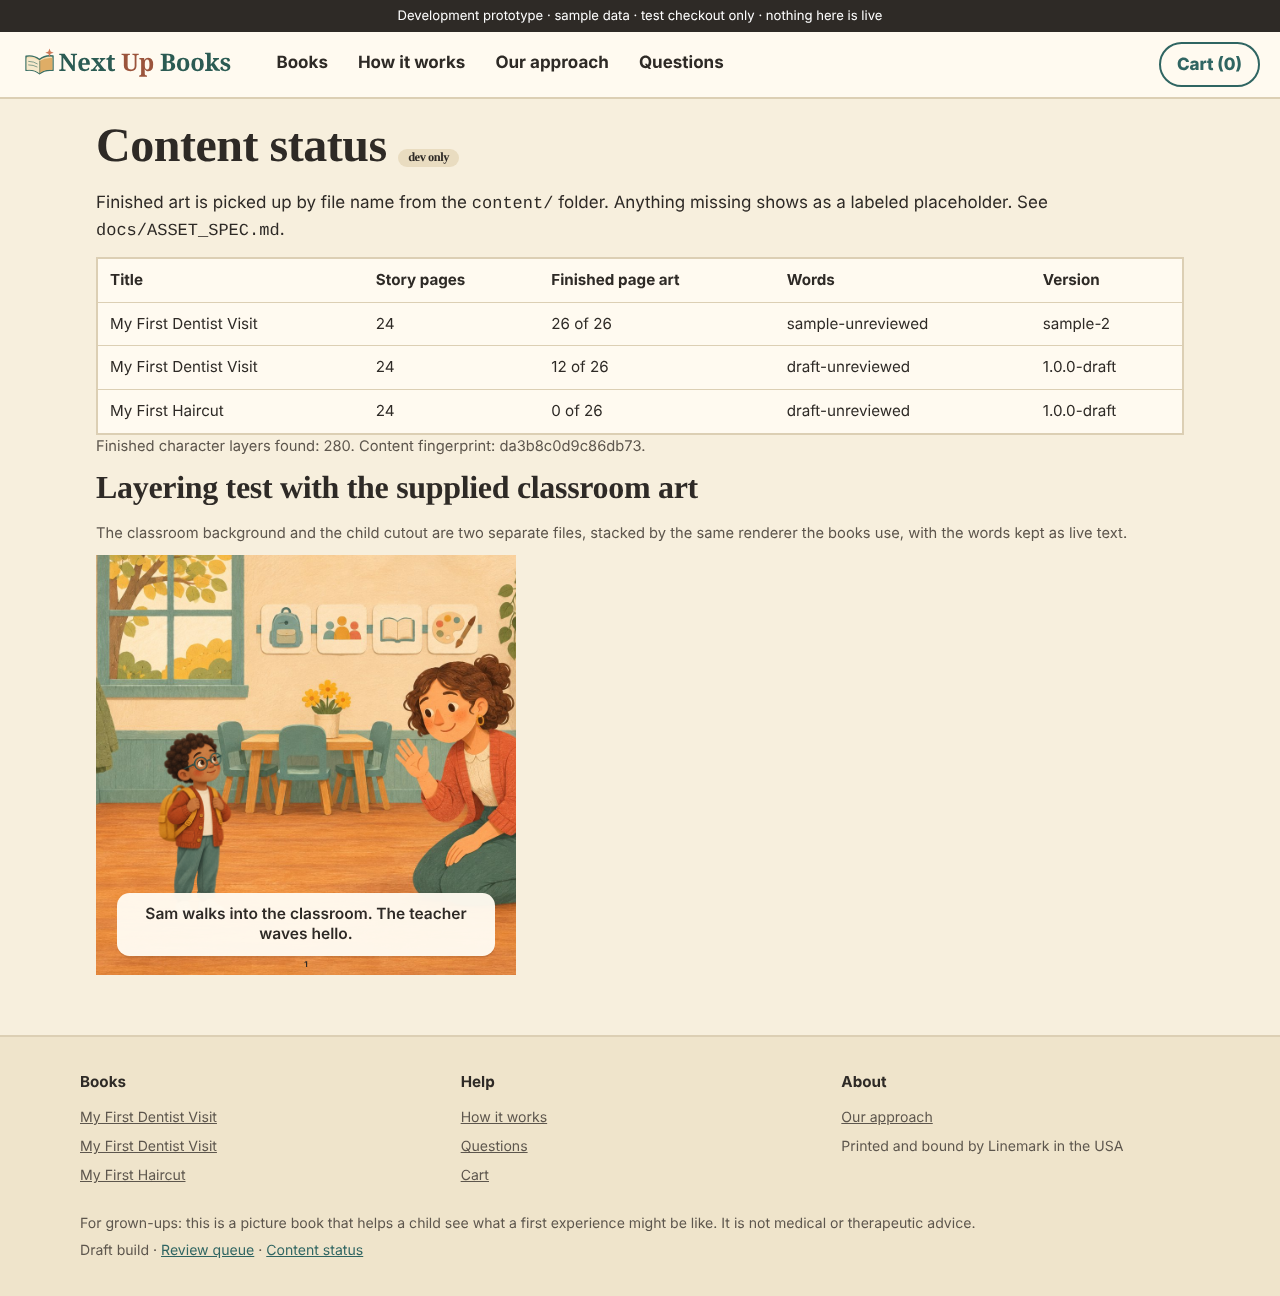 Development prototype · sample data · test checkout only · nothing here is live
Next Up Books
Books
How it works
Our approach
Questions
Cart (0)
Content status dev only
Finished art is picked up by file name from the content/ folder. Anything missing shows as a labeled placeholder. See
docs/ASSET_SPEC.md.
Title Story pages Finished page art Words Version
My First Dentist Visit 24 26 of 26 sample-unreviewed sample-2
My First Dentist Visit 24 12 of 26 draft-unreviewed 1.0.0-draft
My First Haircut 24 0 of 26 draft-unreviewed 1.0.0-draft
Finished character layers found: 280. Content fingerprint: da3b8c0d9c86db73.
Layering test with the supplied classroom art
The classroom background and the child cutout are two separate files, stacked by the same renderer the books use, with the words kept as live text.
Sam walks into the classroom. The teacher
waves hello.
1
Books
My First Dentist Visit
My First Dentist Visit
My First Haircut
Help
How it works
Questions
Cart
About
Our approach
Printed and bound by Linemark in the USA
For grown-ups: this is a picture book that helps a child see what a first experience might be like. It is not medical or therapeutic advice.
Draft build · Review queue · Content status